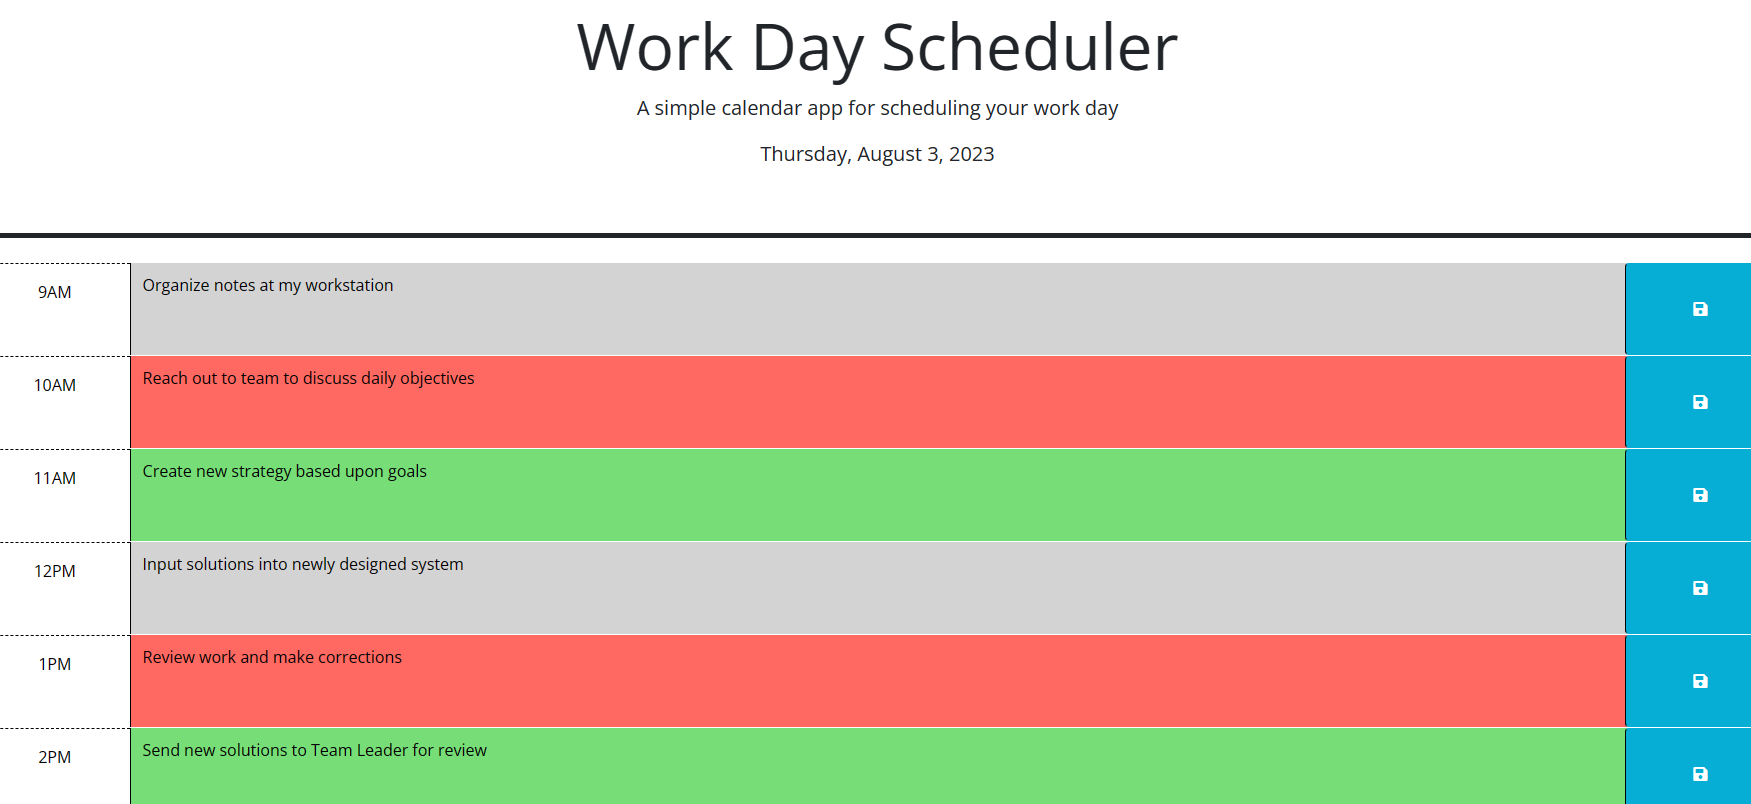 Work Day Scheduler
A simple calendar app for scheduling your work day
Thursday, August 3, 2023
9AM
Organize notes at my workstation
10AM
Reach out to team to discuss daily objectives
11AM
Create new strategy based upon goals
12PM
Input solutions into newly designed system
1PM
Review work and make corrections
2PM
Send new solutions to Team Leader for review